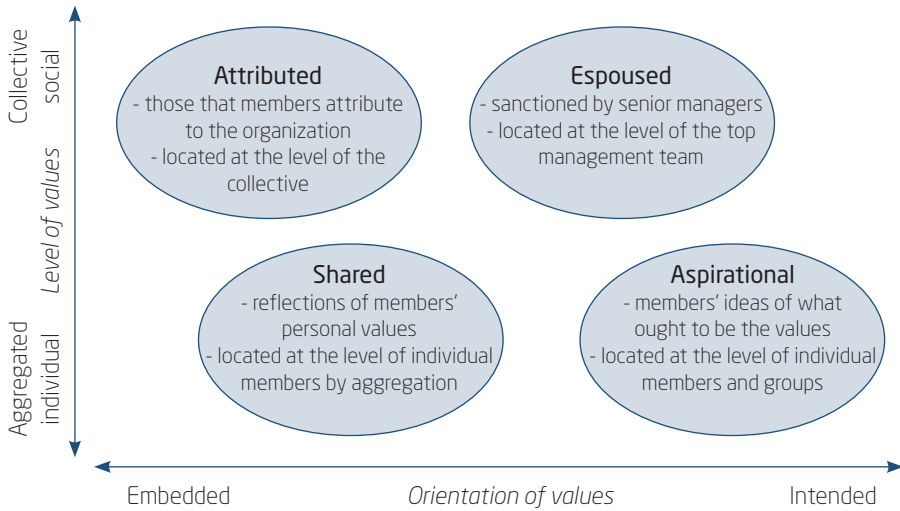 Collective
social
Level of values
Aggregated
individual
Attributed
- those that members attribute
to the organization
- located at the level of the
collective
Espoused
- sanctioned by senior managers
- located at the level of the top
management team
Shared
- reflections of members’
personal values
- located at the level of individual
members by aggregation
Aspirational
- members’ ideas of what
ought to be the values
- located at the level of individual
members and groups
Embedded
Orientation of values
Intended